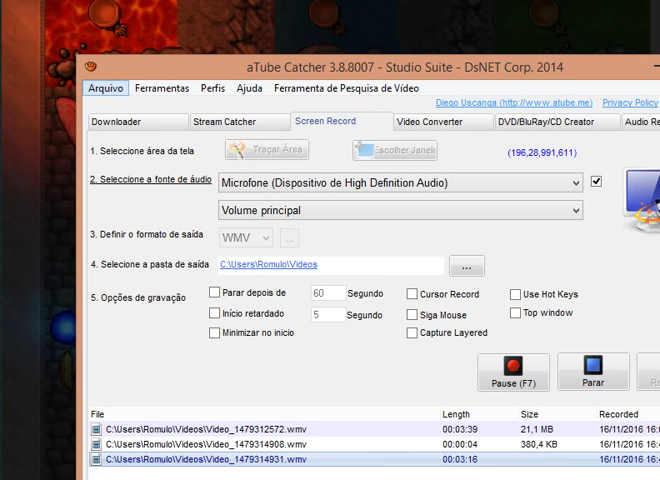 aTube Catcher 3.8.8007 - Studio Suite - DsNET Corp. 2014
Arquivo Ferramentas Perfis Ajuda Ferramenta de Pesquisa de Vídeo
Diego Uscanga (http://www.atube.me) Privacy Policy
Downloader Stream Catcher Screen Record Video Converter DVD/BluRay/CD Creator Audio Re
1. Seleccione área da tela Traçar Área Escolher Janela (196,28,991,611)
2. Seleccione a fonte de áudio Microfone (Dispositivo de High Definition Audio)
Volume principal
3. Definir o formato de saída WMV ...
4. Selecione a pasta de saída C:\Users\Romulo\Videos ...
5. Opções de gravação Parar depois de 60 Segundo Cursor Record Use Hot Keys
Início retardado 5 Segundo Siga Mouse Top window
Minimizar no inicio Capture Layered
Pause (F7) Parar
File Length Size Recorded
C:\Users\Romulo\Videos\Video_1479312572.wmv 00:03:39 21,1 MB 16/11/2016 16:
C:\Users\Romulo\Videos\Video_1479314908.wmv 00:00:04 380,4 KB 16/11/2016 16:
C:\Users\Romulo\Videos\Video_1479314931.wmv 00:03:16 16/11/2016 16: